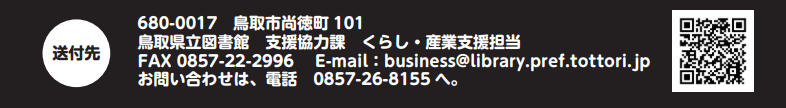 送付先
680-0017　鳥取市尚徳町 101
鳥取県立図書館　支援協力課　くらし・産業支援担当
FAX 0857-22-2996　E-mail：business@library.pref.tottori.jp
お問い合わせは、電話　0857-26-8155 へ。